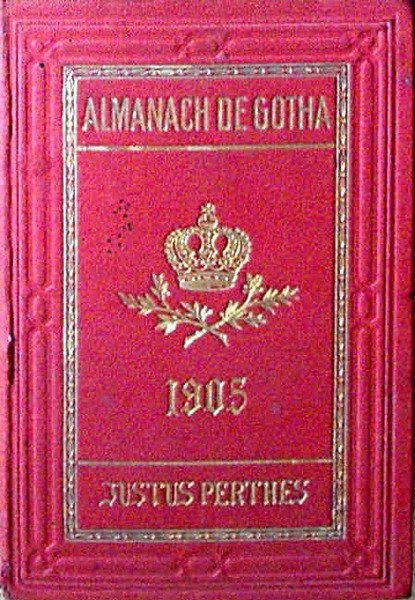 ALMANACH DE GOTHA
1905
JUSTUS PERTHES